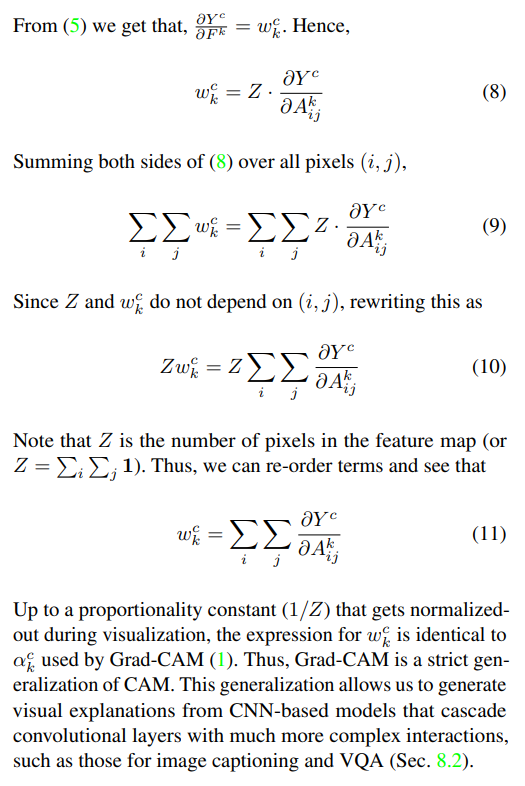 From (5) we get that, \frac{\partial Y^c}{\partial F^k} = w_k^c. Hence,
w_k^c = Z \cdot \frac{\partial Y^c}{\partial A_{ij}^k} (8)
Summing both sides of (8) over all pixels (i, j),
\sum_i \sum_j w_k^c = \sum_i \sum_j Z \cdot \frac{\partial Y^c}{\partial A_{ij}^k} (9)
Since Z and w_k^c do not depend on (i, j), rewriting this as
Z w_k^c = Z \sum_i \sum_j \frac{\partial Y^c}{\partial A_{ij}^k} (10)
Note that Z is the number of pixels in the feature map (or
Z = \sum_i \sum_j \mathbf{1}). Thus, we can re-order terms and see that
w_k^c = \sum_i \sum_j \frac{\partial Y^c}{\partial A_{ij}^k} (11)
Up to a proportionality constant (1/Z) that gets normalized-
out during visualization, the expression for w_k^c is identical to
\alpha_k^c used by Grad-CAM (1). Thus, Grad-CAM is a strict gen-
eralization of CAM. This generalization allows us to generate
visual explanations from CNN-based models that cascade
convolutional layers with much more complex interactions,
such as those for image captioning and VQA (Sec. 8.2).